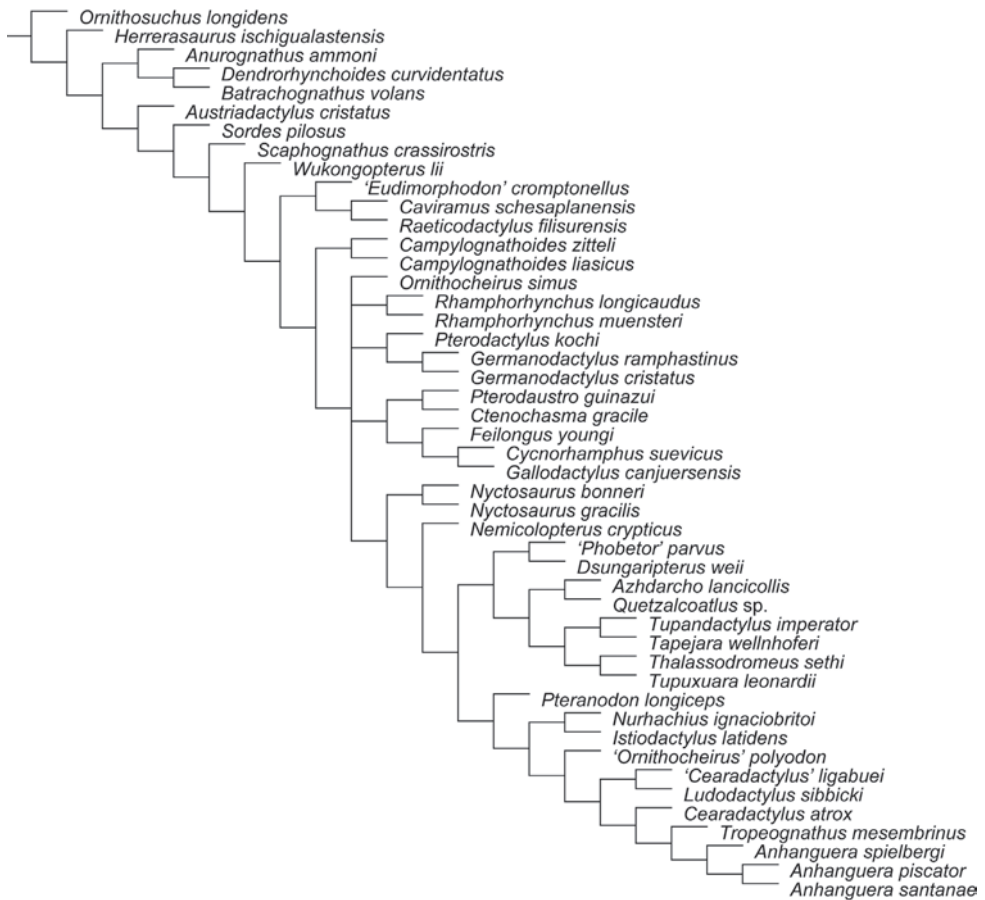 Ornithosuchus longidens
Herrerasaurus ischigualastensis
Anurognathus ammoni
Dendrorhynchoides curvidentatus
Batrachognathus volans
Austriadactylus cristatus
Sordes pilosus
Scaphognathus crassirostris
Wukongopterus lii
‘Eudimorphodon’ cromptonellus
Caviramus schesaplanensis
Raeticodactylus filisurensis
Campylognathoides zitteli
Campylognathoides liasicus
Ornithocheirus simus
Rhamphorhynchus longicaudus
Rhamphorhynchus muensteri
Pterodactylus kochi
Germanodactylus ramphastinus
Germanodactylus cristatus
Pterodaustro guinazui
Ctenochasma gracile
Feilongus youngi
Cycnorhamphus suevicus
Gallodactylus canjuersensis
Nyctosaurus bonneri
Nyctosaurus gracilis
Nemicolopterus crypticus
‘Phobetor’ parvus
Dsungaripterus weii
Azhdarcho lancicollis
Quetzalcoatlus sp.
Tupandactylus imperator
Tapejara wellnhoferi
Thalassodromeus sethi
Tupuxuara leonardii
Pteranodon longiceps
Nurhachius ignaciobritoi
Istiodactylus latidens
‘Ornithocheirus’ polyodon
‘Cearadactylus’ ligabuei
Ludodactylus sibbicki
Cearadactylus atrox
Tropeognathus mesembrinus
Anhanguera spielbergi
Anhanguera piscator
Anhanguera santanae